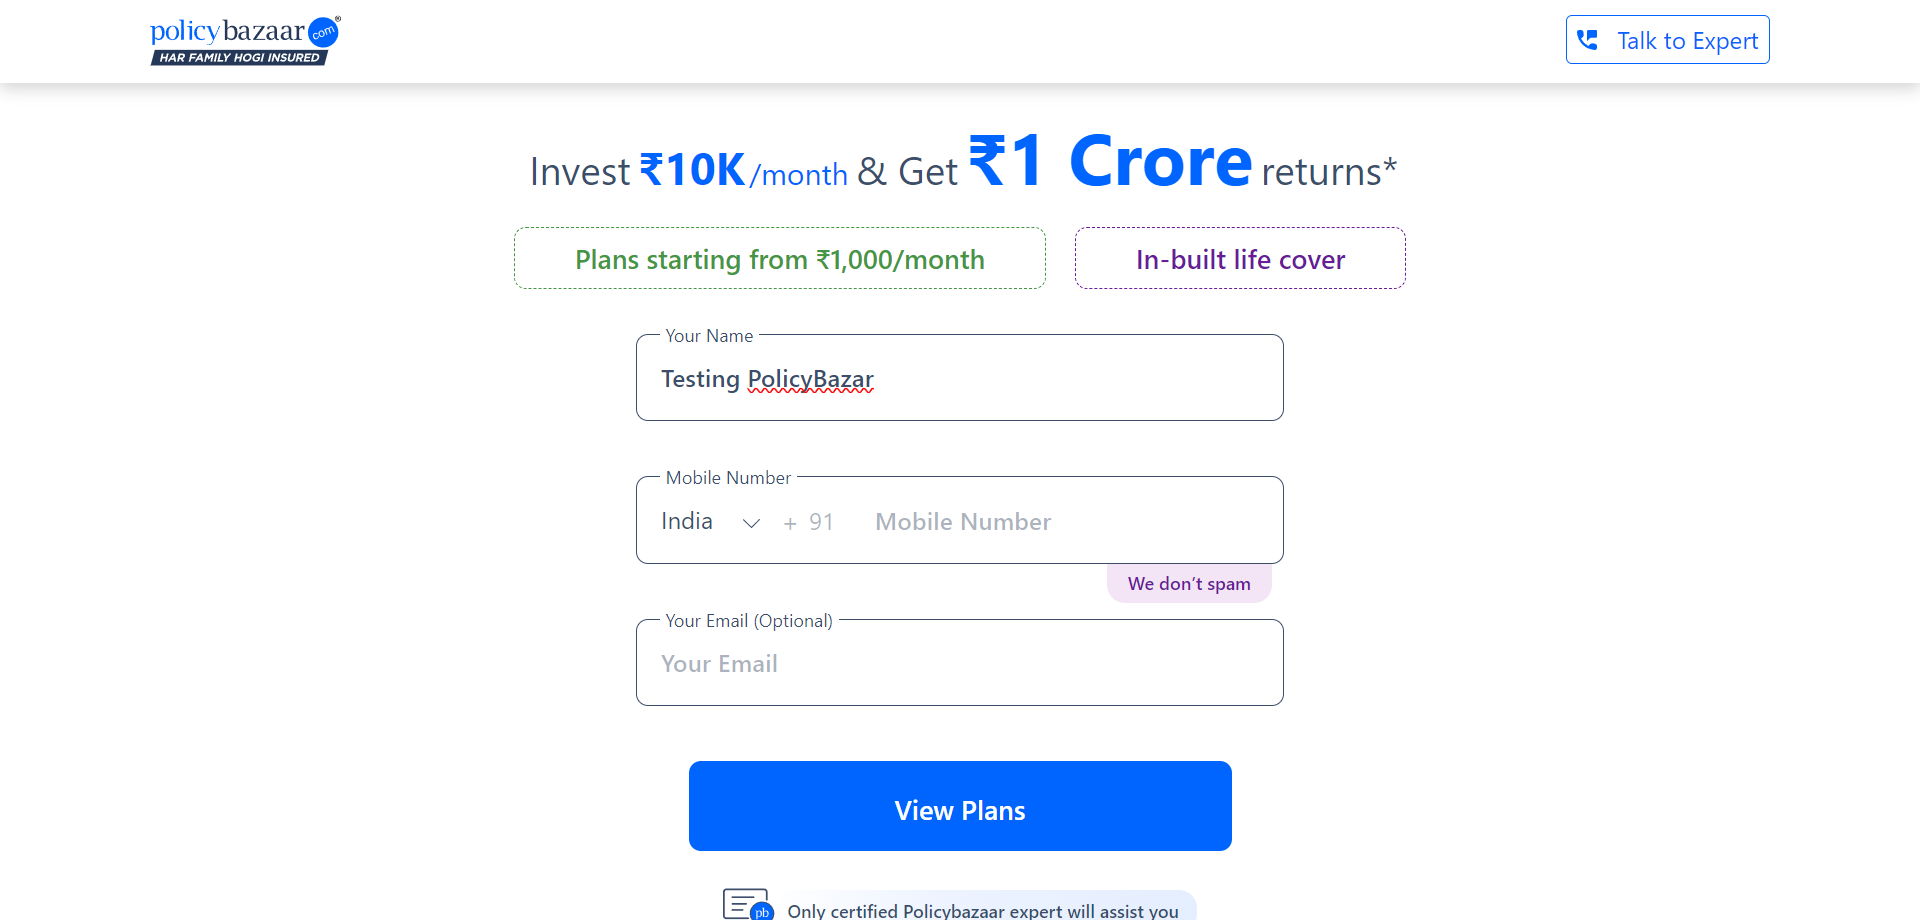 policybazaar com®
HAR FAMILY HOGI INSURED
Talk to Expert
Invest ₹10K/month & Get ₹1 Crore returns*
Plans starting from ₹1,000/month
In-built life cover
Your Name
Testing PolicyBazar
Mobile Number
India + 91 Mobile Number
We don’t spam
Your Email (Optional)
Your Email
View Plans
pb Only certified Policybazaar expert will assist you